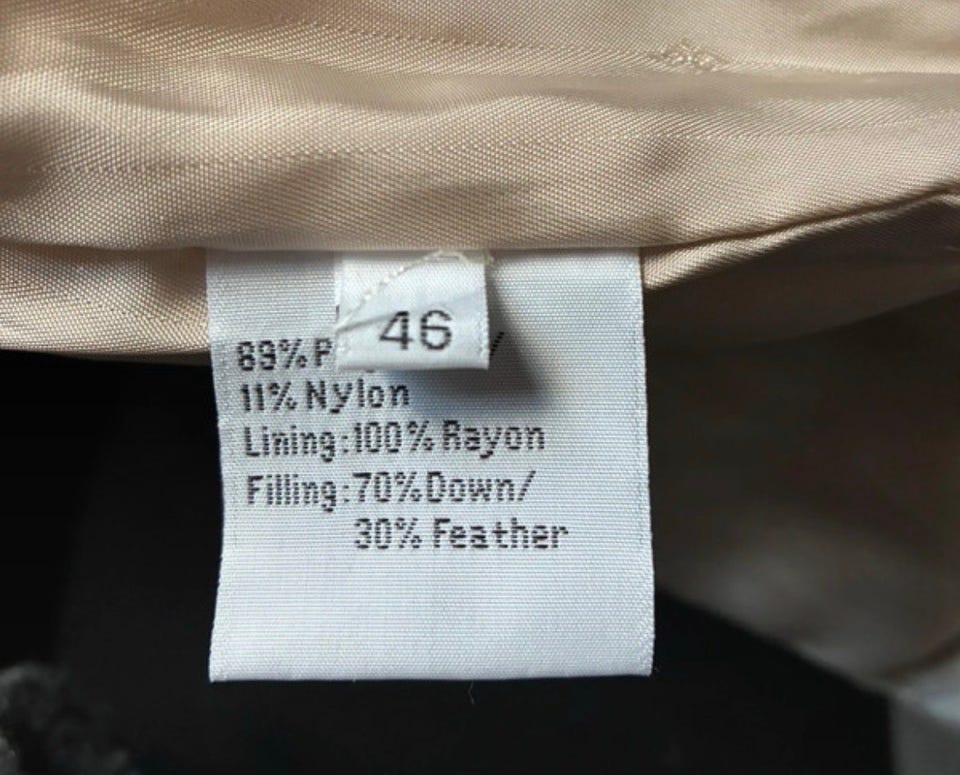 46
89% P
11% Nylon
Lining:100% Rayon
Filling:70% Down/
30% Feather